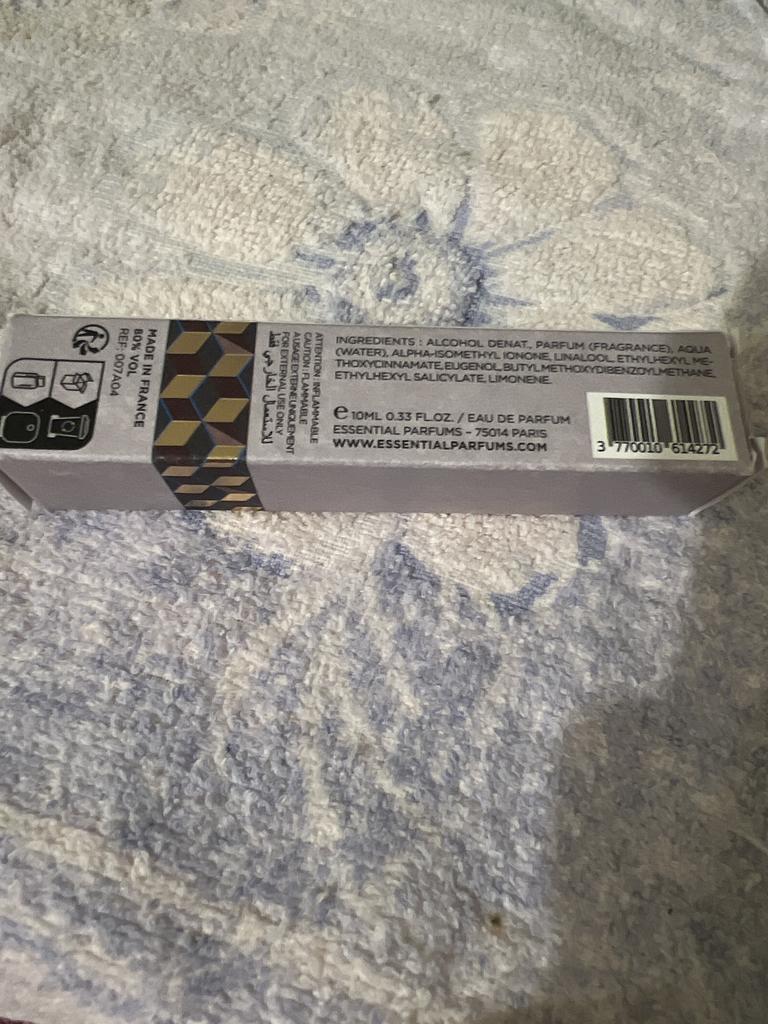 MADE IN FRANCE
80% VOL
REF: 007A04
ATTENTION : INFLAMMABLE
A USAGE EXTERNE UNIQUEMENT
CAUTION : FLAMMABLE
FOR EXTERNAL USE ONLY
للاستعمال الخارجي فقط
INGREDIENTS : ALCOHOL DENAT., PARFUM (FRAGRANCE), AQUA
(WATER), ALPHA-ISOMETHYL IONONE, LINALOOL, ETHYLHEXYL ME-
THOXYCINNAMATE, EUGENOL, BUTYL METHOXYDIBENZOYLMETHANE,
ETHYLHEXYL SALICYLATE, LIMONENE.
e 10ML 0.33 FL.OZ. / EAU DE PARFUM
ESSENTIAL PARFUMS – 75014 PARIS
WWW.ESSENTIALPARFUMS.COM
3 770010 614272